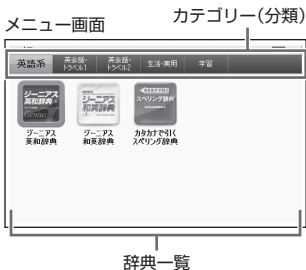 メニュー画面
カテゴリー(分類)
英語系
英会話・トラベル1
英会話・トラベル2
生活・実用
学習
ジーニアス
英和辞典
Genius
ジーニアス
和英辞典
カタカナで引く
スペリング辞典
ジーニアス
英和辞典
ジーニアス
和英辞典
カタカナで引く
スペリング辞典
辞典一覧